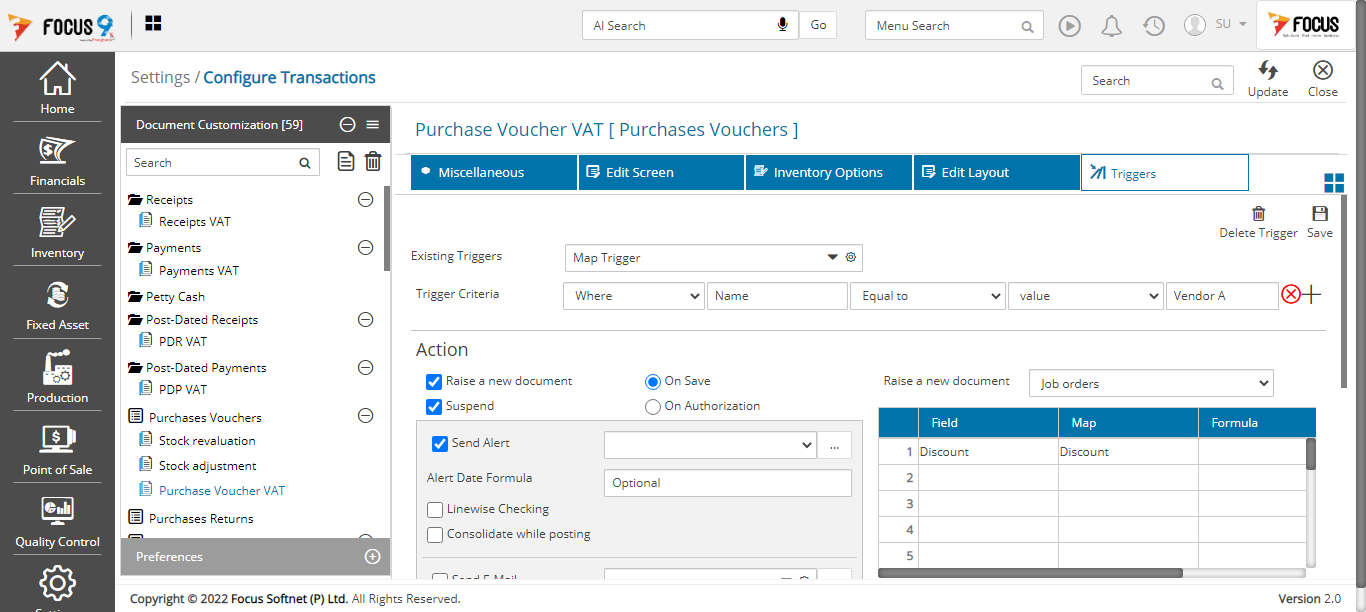 FOCUS 9
AI Search
Go
Menu Search
SU
FOCUS
Settings / Configure Transactions
Search
Update
Close
Home
Financials
Inventory
Fixed Asset
Production
Point of Sale
Quality Control
Document Customization [59]
Search
Receipts
Receipts VAT
Payments
Payments VAT
Petty Cash
Post-Dated Receipts
PDR VAT
Post-Dated Payments
PDP VAT
Purchases Vouchers
Stock revaluation
Stock adjustment
Purchase Voucher VAT
Purchases Returns
Preferences
Purchase Voucher VAT [ Purchases Vouchers ]
Miscellaneous
Edit Screen
Inventory Options
Edit Layout
Triggers
Delete Trigger
Save
Existing Triggers
Map Trigger
Trigger Criteria
Where
Name
Equal to
value
Vendor A
Action
Raise a new document
On Save
Suspend
On Authorization
Send Alert
...
Alert Date Formula
Optional
Linewise Checking
Consolidate while posting
Send E-Mail
Raise a new document
Job orders
Field Map Formula
1 Discount Discount
2
3
4
5
Copyright © 2022 Focus Softnet (P) Ltd. All Rights Reserved.
Version 2.0